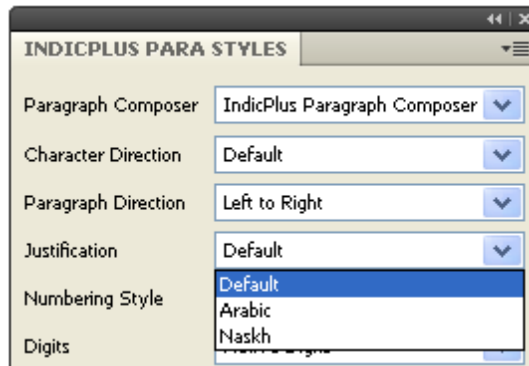 INDICPLUS PARA STYLES
Paragraph Composer IndicPlus Paragraph Composer
Character Direction Default
Paragraph Direction Left to Right
Justification Default
Default
Numbering Style Arabic
Naskh
Digits